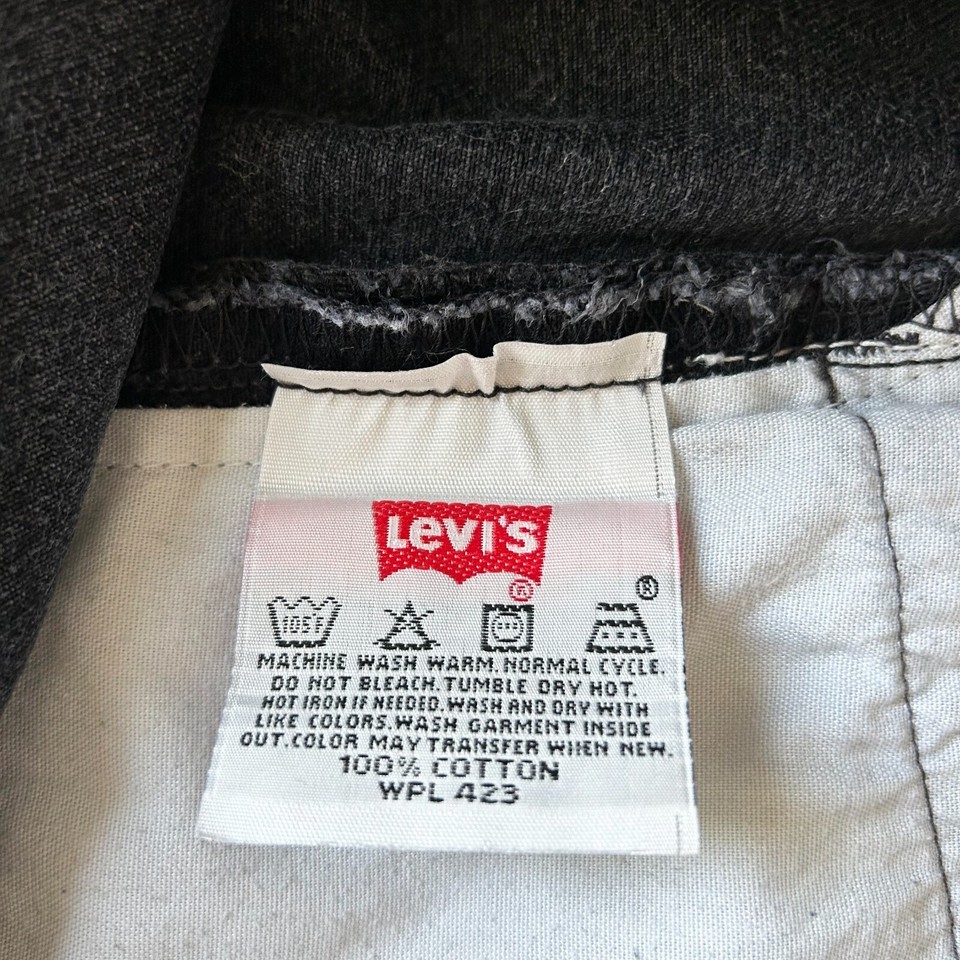 Levi's
®
®
105F
MACHINE WASH WARM. NORMAL CYCLE.
DO NOT BLEACH. TUMBLE DRY HOT.
HOT IRON IF NEEDED. WASH AND DRY WITH
LIKE COLORS. WASH GARMENT INSIDE
OUT. COLOR MAY TRANSFER WHEN NEW.
100% COTTON
WPL 423